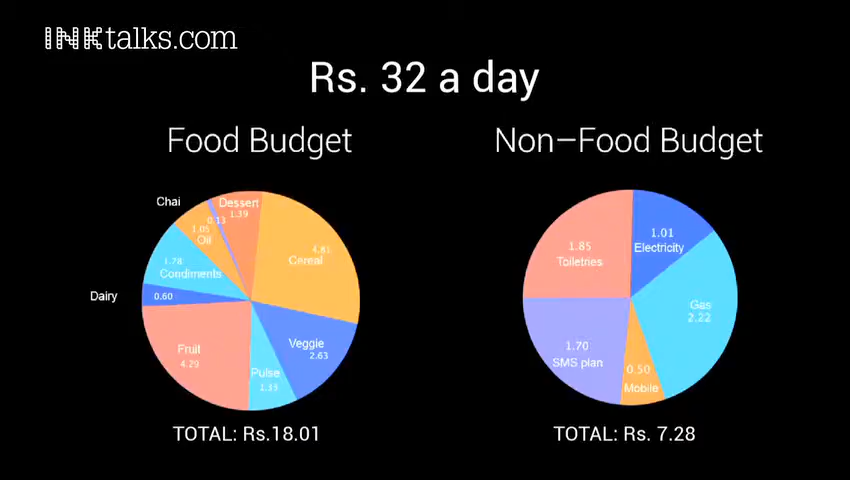 INKtalks.com
Rs. 32 a day
Food Budget
Non–Food Budget
Chai
Dessert
1.39
0.13
1.05
Oil
4.81
Cereal
1.78
Condiments
Dairy
0.60
Veggie
2.63
Fruit
4.29
Pulse
TOTAL: Rs.18.01
1.01
Electricity
1.85
Toiletries
Gas
2.22
1.70
SMS plan
0.50
Mobile
TOTAL: Rs. 7.28